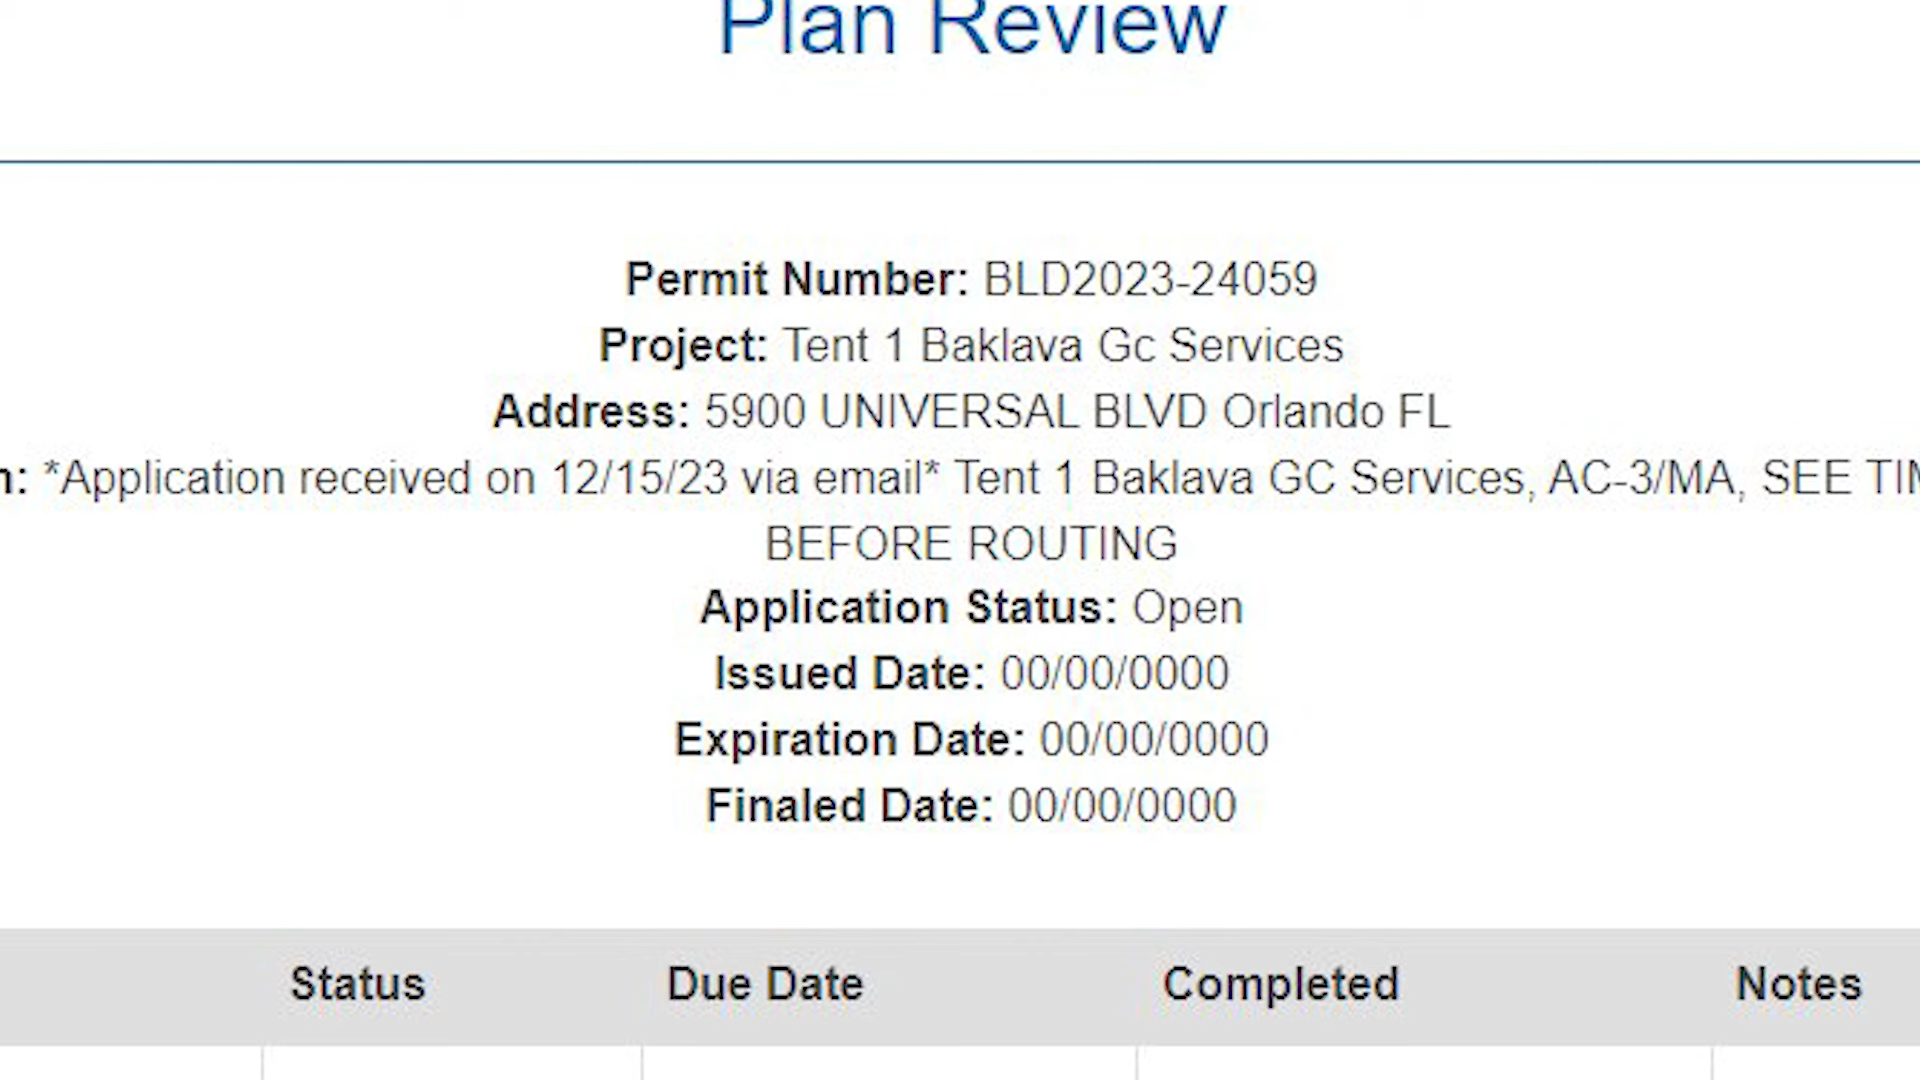 Plan Review
Permit Number: BLD2023-24059
Project: Tent 1 Baklava Gc Services
Address: 5900 UNIVERSAL BLVD Orlando FL
*Application received on 12/15/23 via email* Tent 1 Baklava GC Services, AC-3/MA, SEE
BEFORE ROUTING
Application Status: Open
Issued Date: 00/00/0000
Expiration Date: 00/00/0000
Finaled Date: 00/00/0000
Status Due Date Completed Notes